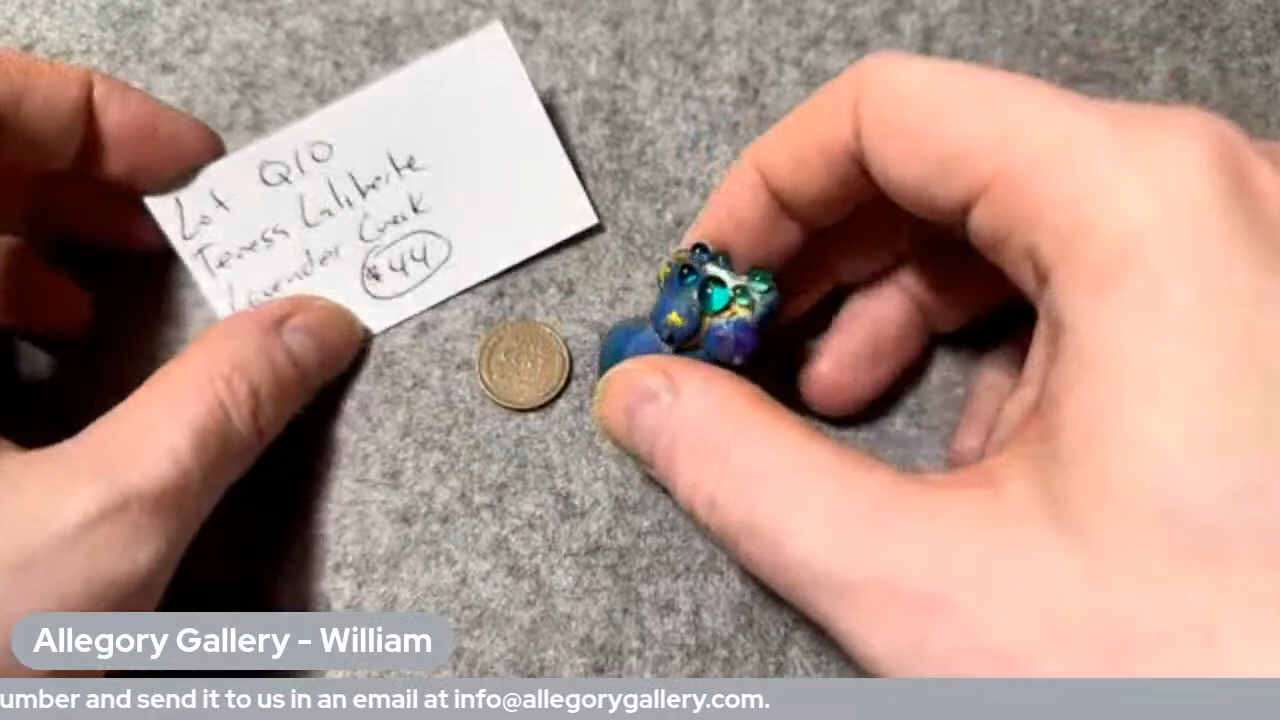 Lot Q10
Teness Laliberte
Lavender Creek
$44
Allegory Gallery - William
umber and send it to us in an email at info@allegorygallery.com.